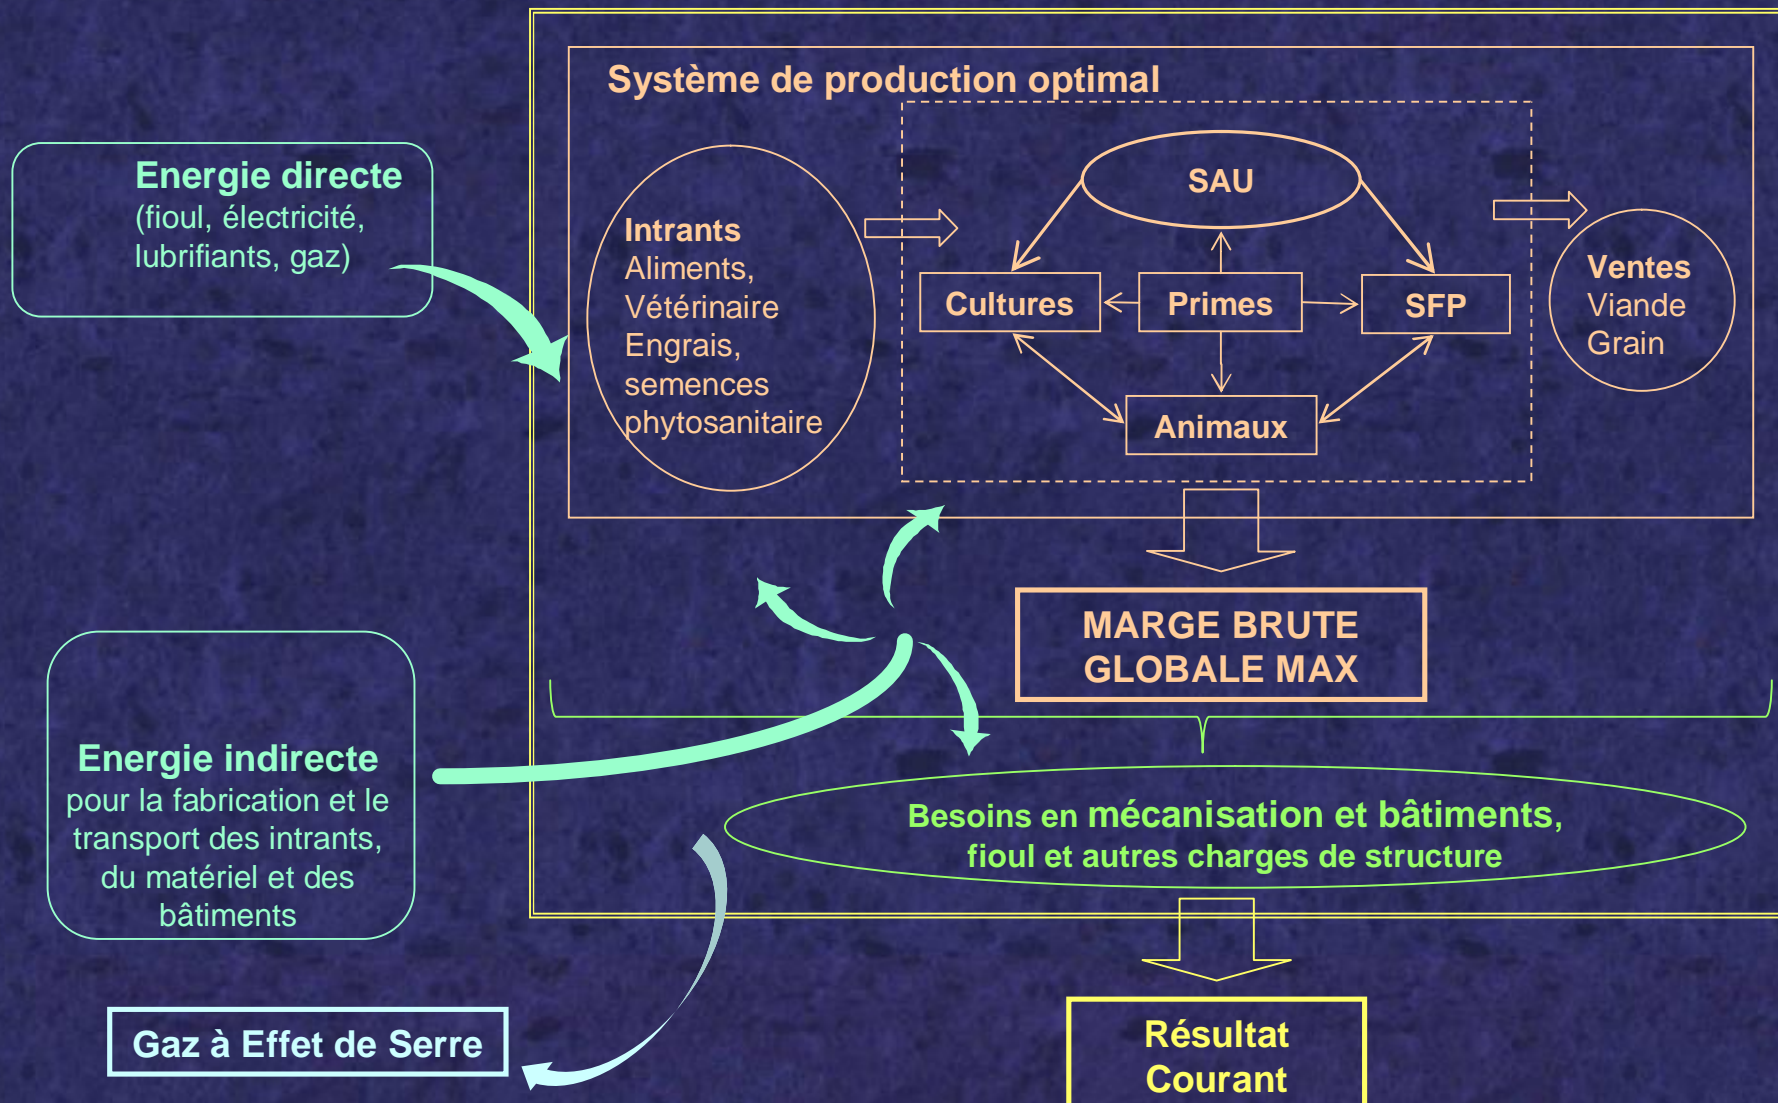 Système de production optimal
Energie directe
(fioul, électricité,
lubrifiants, gaz)
Intrants
Aliments,
Vétérinaire
Engrais,
semences
phytosanitaire
SAU
Cultures
Primes
SFP
Animaux
Ventes
Viande
Grain
MARGE BRUTE
GLOBALE MAX
Energie indirecte
pour la fabrication et le
transport des intrants,
du matériel et des
bâtiments
Besoins en mécanisation et bâtiments,
fioul et autres charges de structure
Gaz à Effet de Serre
Résultat
Courant